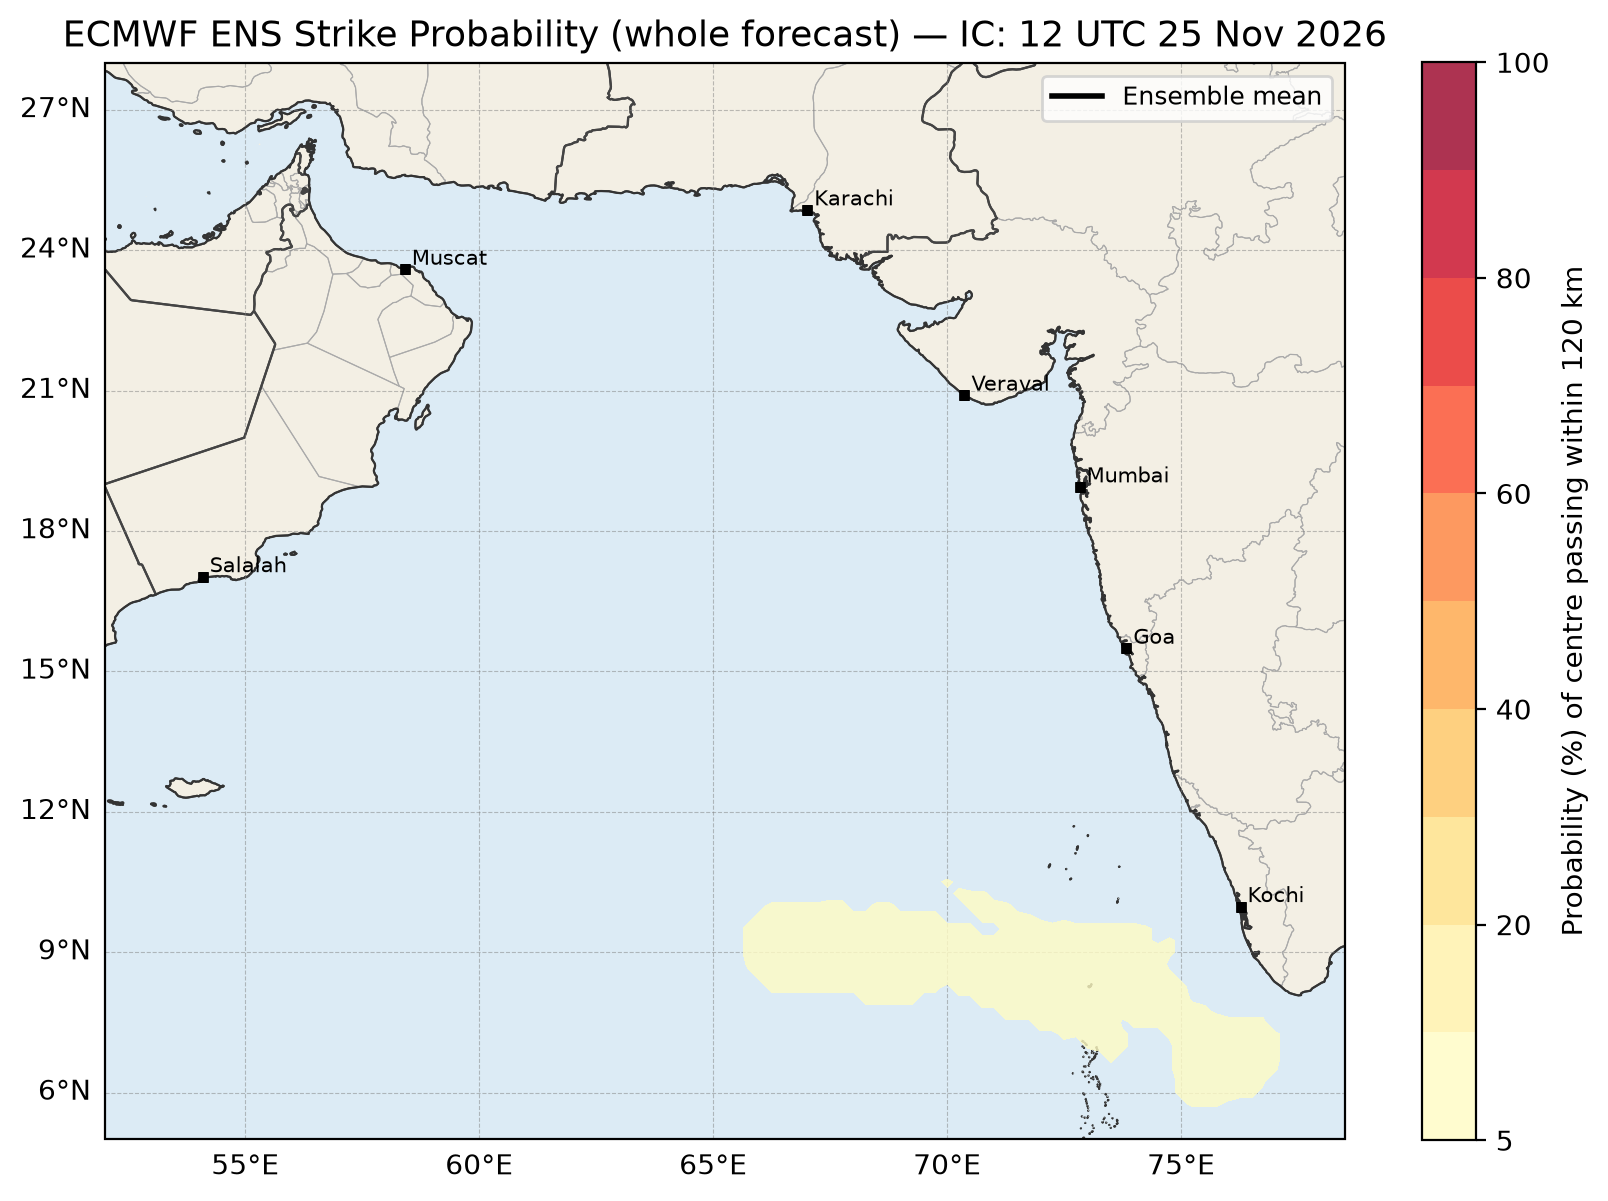 ECMWF ENS Strike Probability (whole forecast) — IC: 12 UTC 25 Nov 2026
Ensemble mean
27°N
24°N
21°N
18°N
15°N
12°N
9°N
6°N
55°E
60°E
65°E
70°E
75°E
Karachi
Muscat
Veraval
Mumbai
Salalah
Goa
Kochi
100
80
60
40
20
5
Probability (%) of centre passing within 120 km